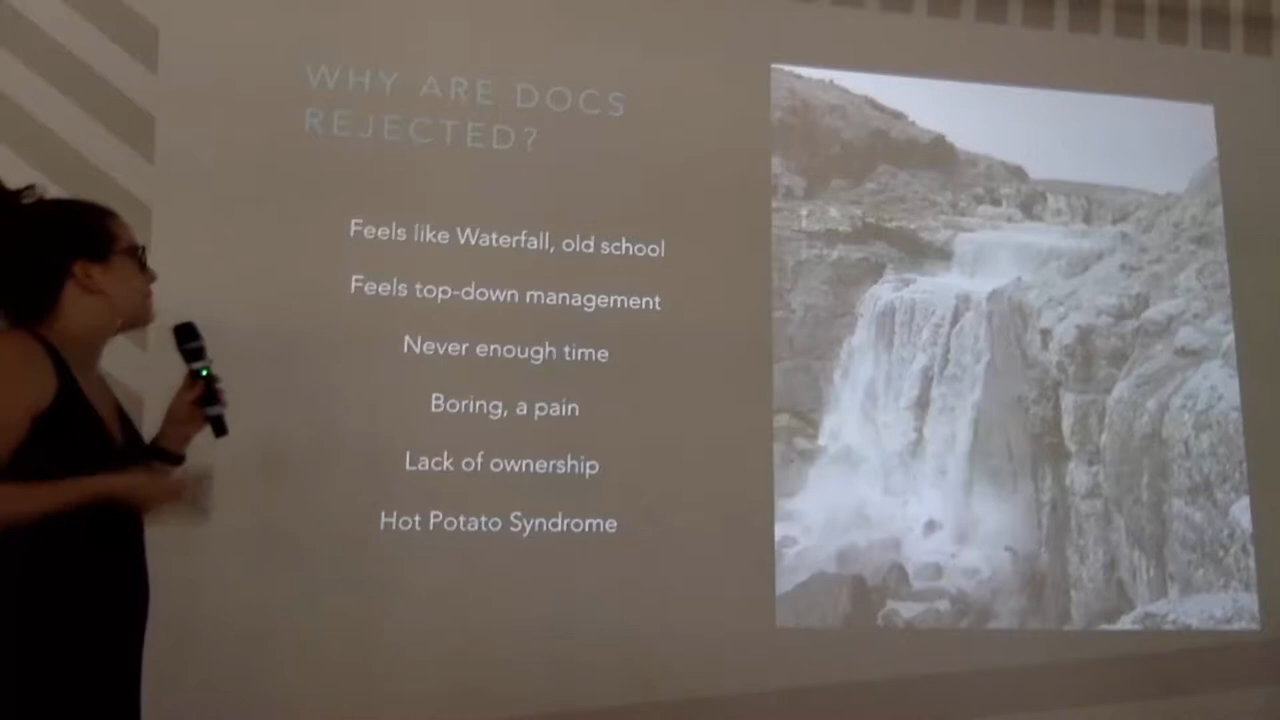 WHY ARE DOCS
REJECTED?
Feels like Waterfall, old school
Feels top-down management
Never enough time
Boring, a pain
Lack of ownership
Hot Potato Syndrome